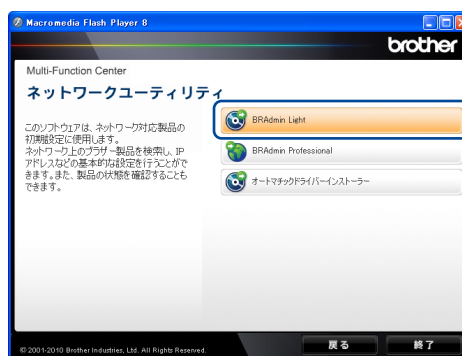 Macromedia Flash Player 8
brother
Multi-Function Center
ネットワークユーティリティ
このソフトウェアは、ネットワーク対応製品の
初期設定に使用します。
ネットワーク上のブラザー製品を検索し、IP
アドレスなどの基本的な設定を行うことがで
きます。また、製品の状態を確認することも
できます。
BRAdmin Light
BRAdmin Professional
オートマチックドライバーインストーラー
© 2001-2010 Brother Industries, Ltd. All Rights Reserved.
戻る
終了